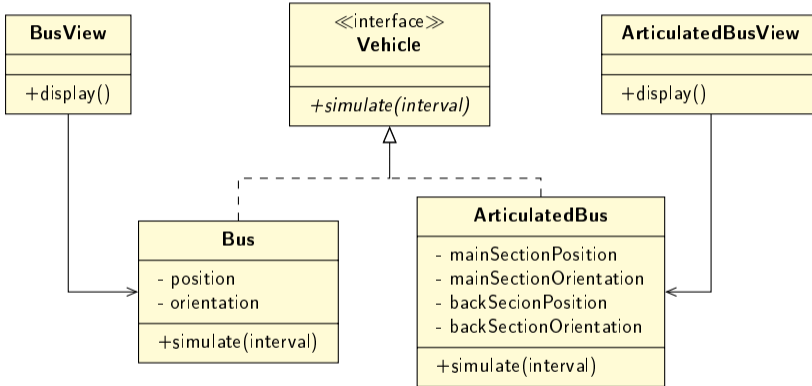 BusView
+display()
≪interface≫
Vehicle
+simulate(interval)
ArticulatedBusView
+display()
Bus
- position
- orientation
+simulate(interval)
ArticulatedBus
- mainSectionPosition
- mainSectionOrientation
- backSecionPosition
- backSectionOrientation
+simulate(interval)